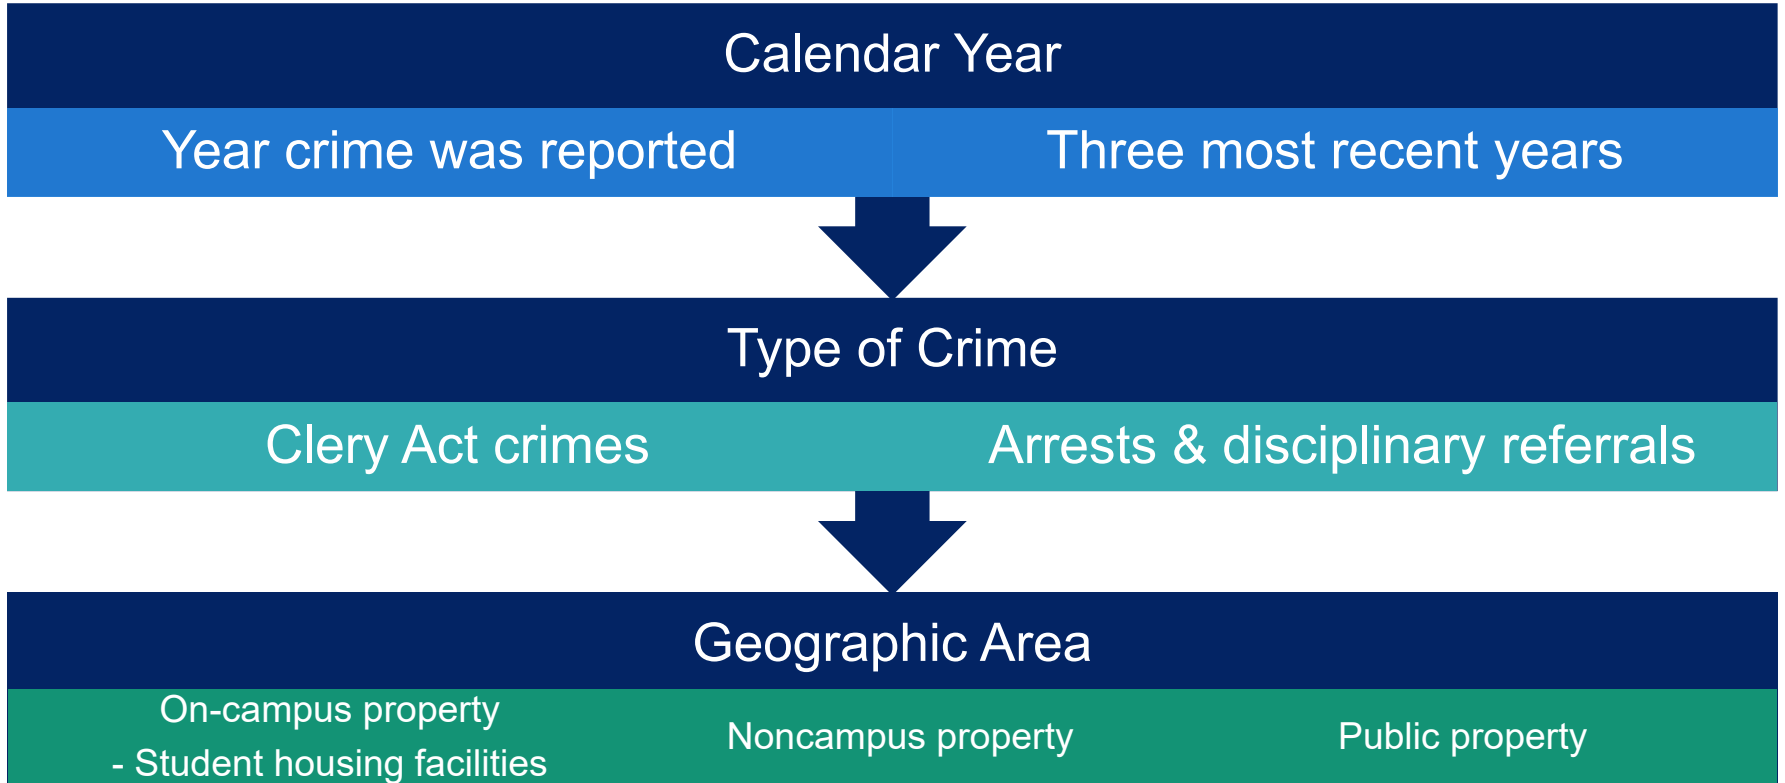 Calendar Year
Year crime was reported
Three most recent years
Type of Crime
Clery Act crimes
Arrests & disciplinary referrals
Geographic Area
On-campus property
- Student housing facilities
Noncampus property
Public property